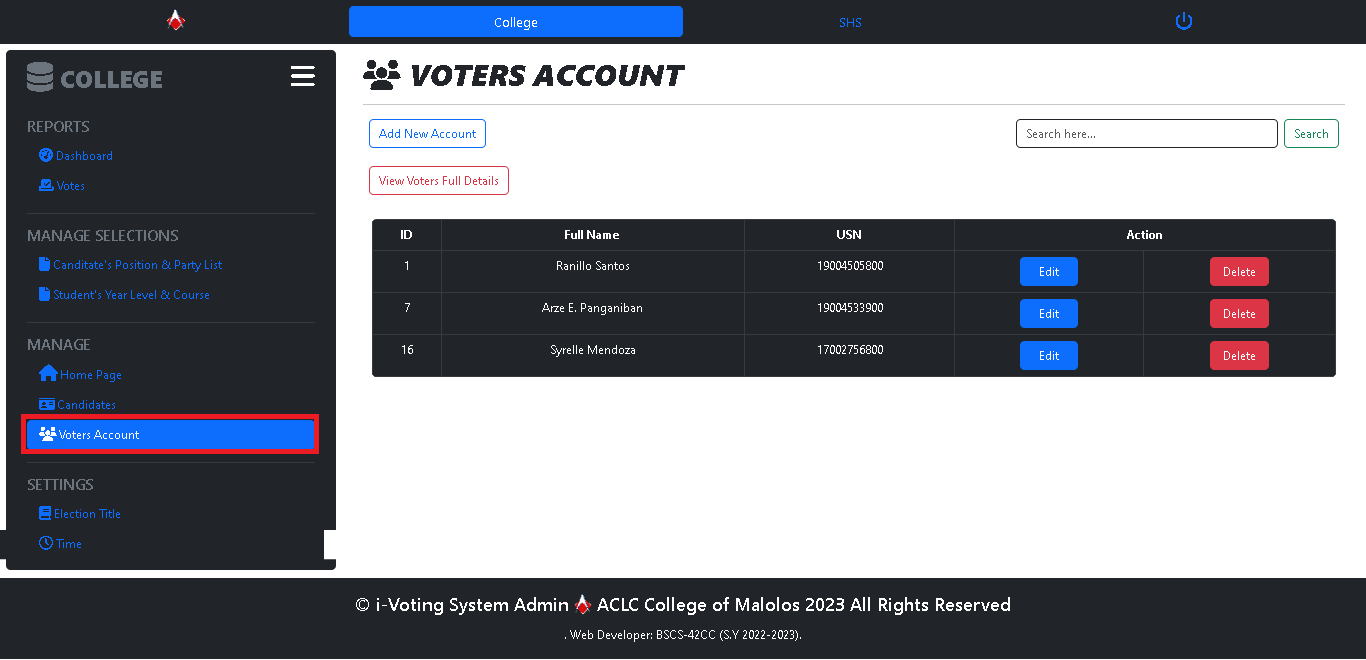 College SHS
COLLEGE
REPORTS
Dashboard
Votes
MANAGE SELECTIONS
Canditate's Position & Party List
Student's Year Level & Course
MANAGE
Home Page
Candidates
Voters Account
SETTINGS
Election Title
Time
VOTERS ACCOUNT
Add New Account Search here... Search
View Voters Full Details
ID Full Name USN Action
1 Ranillo Santos 19004505800 Edit Delete
7 Arze E. Panganiban 19004533900 Edit Delete
16 Syrelle Mendoza 17002756800 Edit Delete
© i-Voting System Admin ACLC College of Malolos 2023 All Rights Reserved
. Web Developer: BSCS-42CC (S.Y 2022-2023).